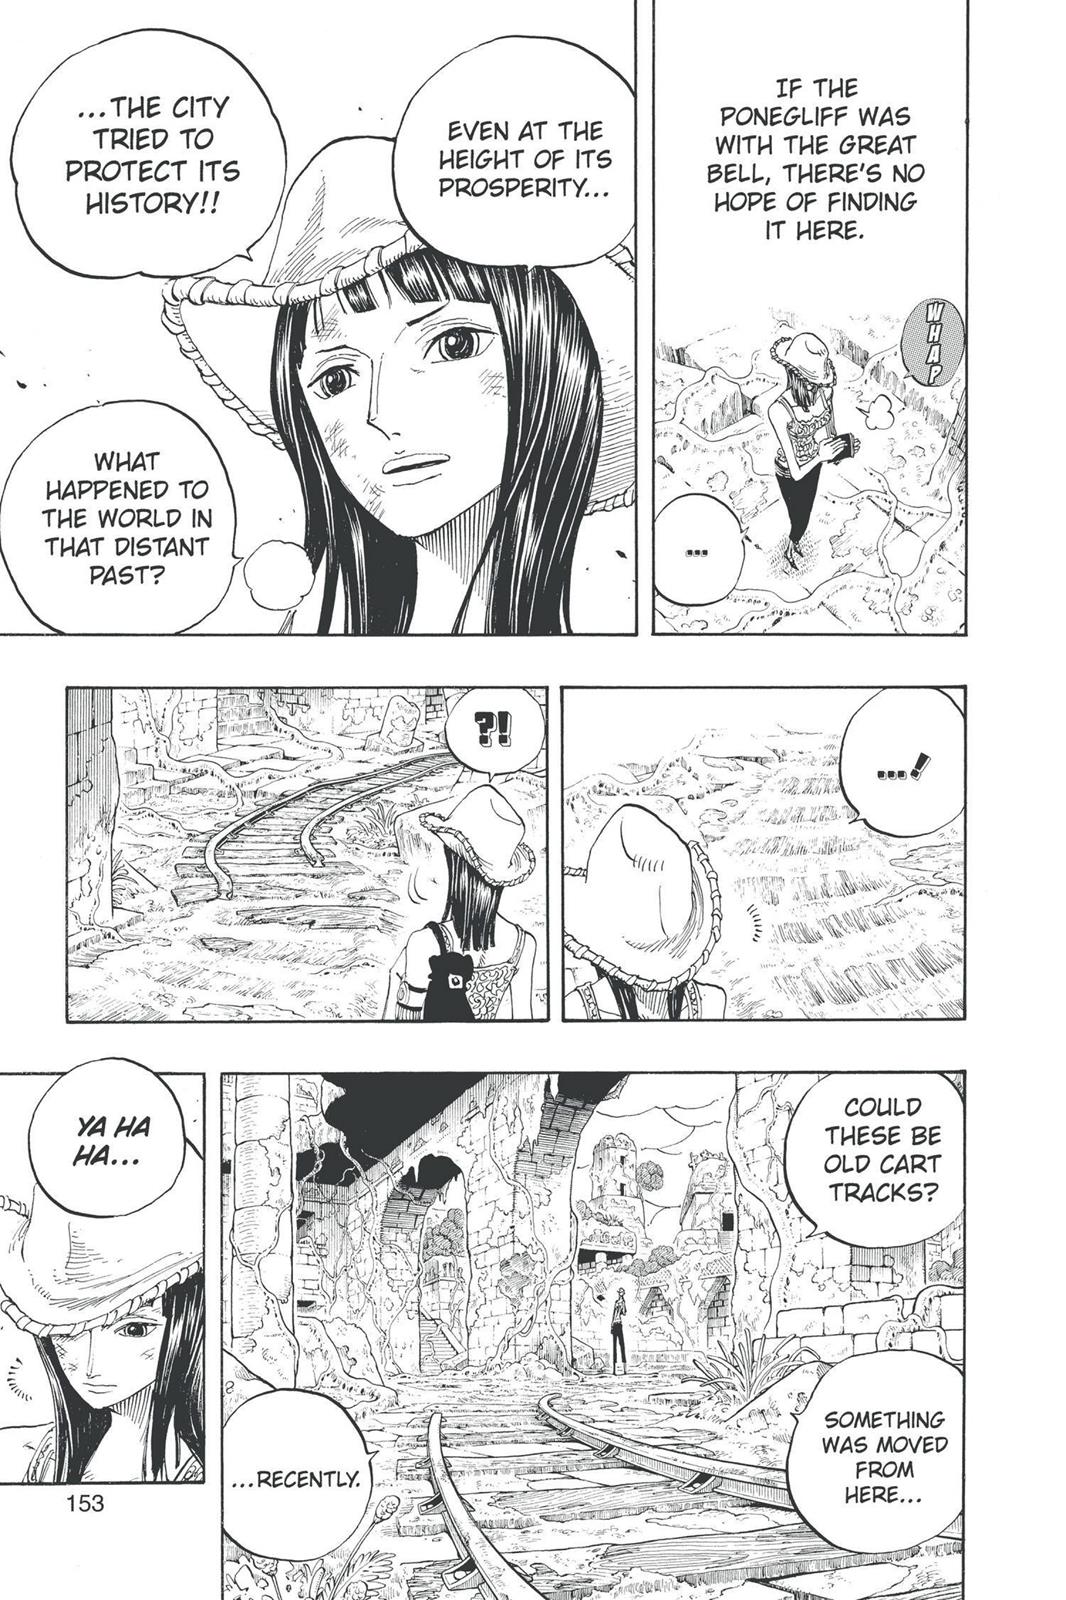 IF THE
PONEGLIFF WAS
WITH THE GREAT
BELL, THERE'S NO
HOPE OF FINDING
IT HERE.
WHAP
...
EVEN AT THE
HEIGHT OF ITS
PROSPERITY...
...THE CITY
TRIED TO
PROTECT ITS
HISTORY!!
WHAT
HAPPENED TO
THE WORLD IN
THAT DISTANT
PAST?
...!
?!
COULD
THESE BE
OLD CART
TRACKS?
SOMETHING
WAS MOVED
FROM
HERE...
...RECENTLY.
YA HA
HA...
153